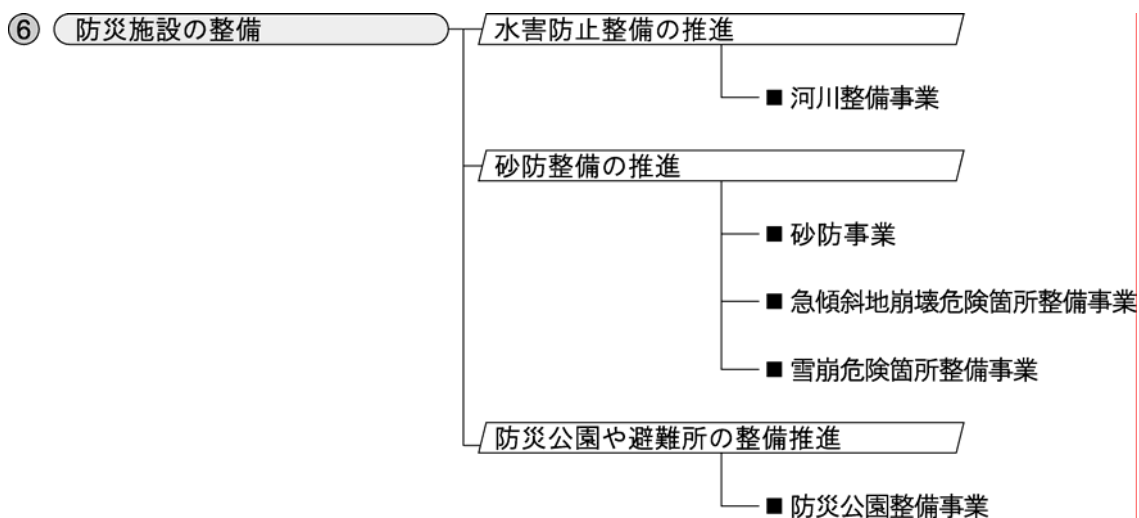 ⑥ 防災施設の整備
水害防止整備の推進
■ 河川整備事業
砂防整備の推進
■ 砂防事業
■ 急傾斜地崩壊危険箇所整備事業
■ 雪崩危険箇所整備事業
防災公園や避難所の整備推進
■ 防災公園整備事業